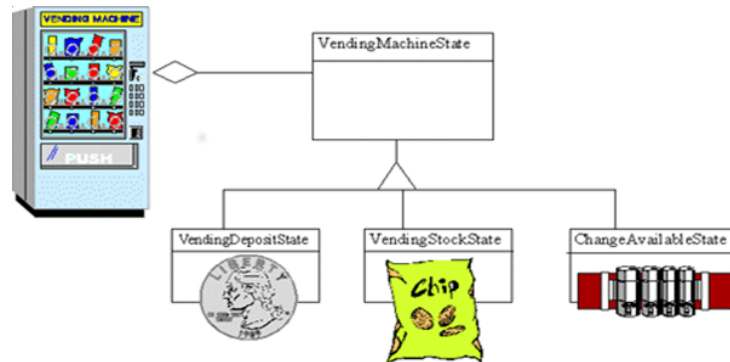 VENDING MACHINE
PUSH
VendingMachineState
VendingDepositState
LIBERTY
VendingStockState
Chip
ChangeAvailableState